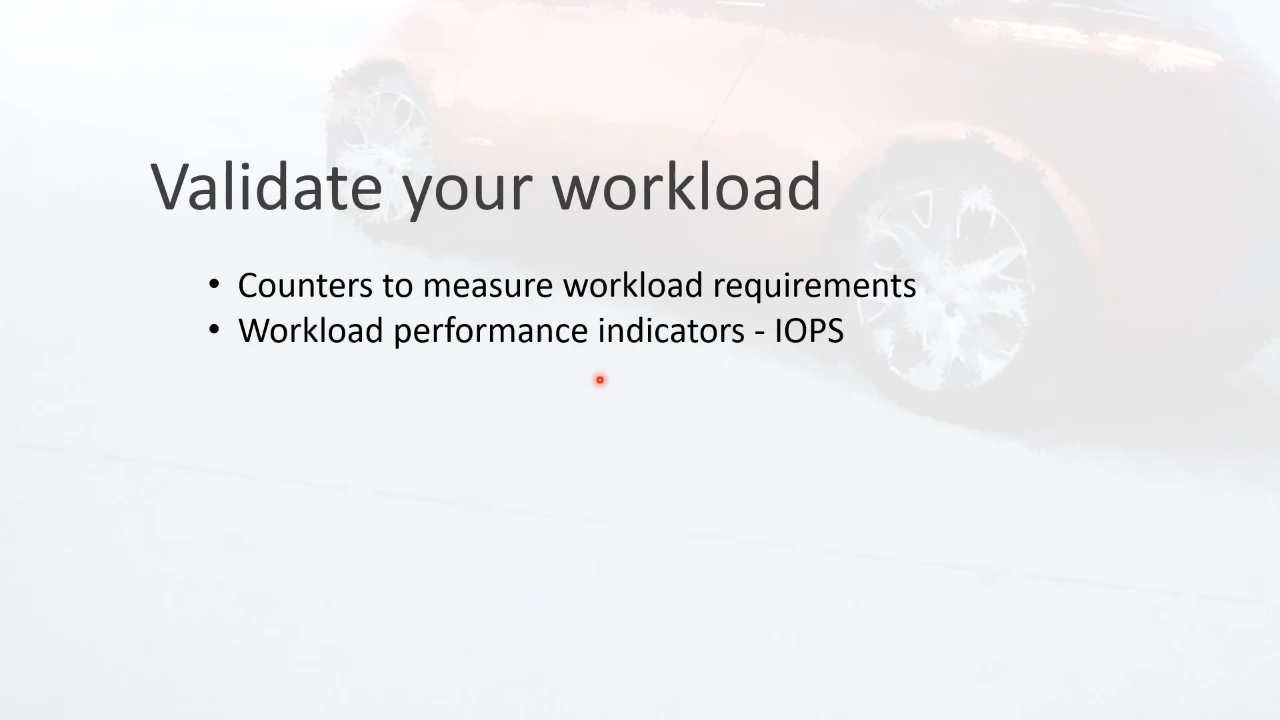 Validate your workload
• Counters to measure workload requirements
• Workload performance indicators - IOPS